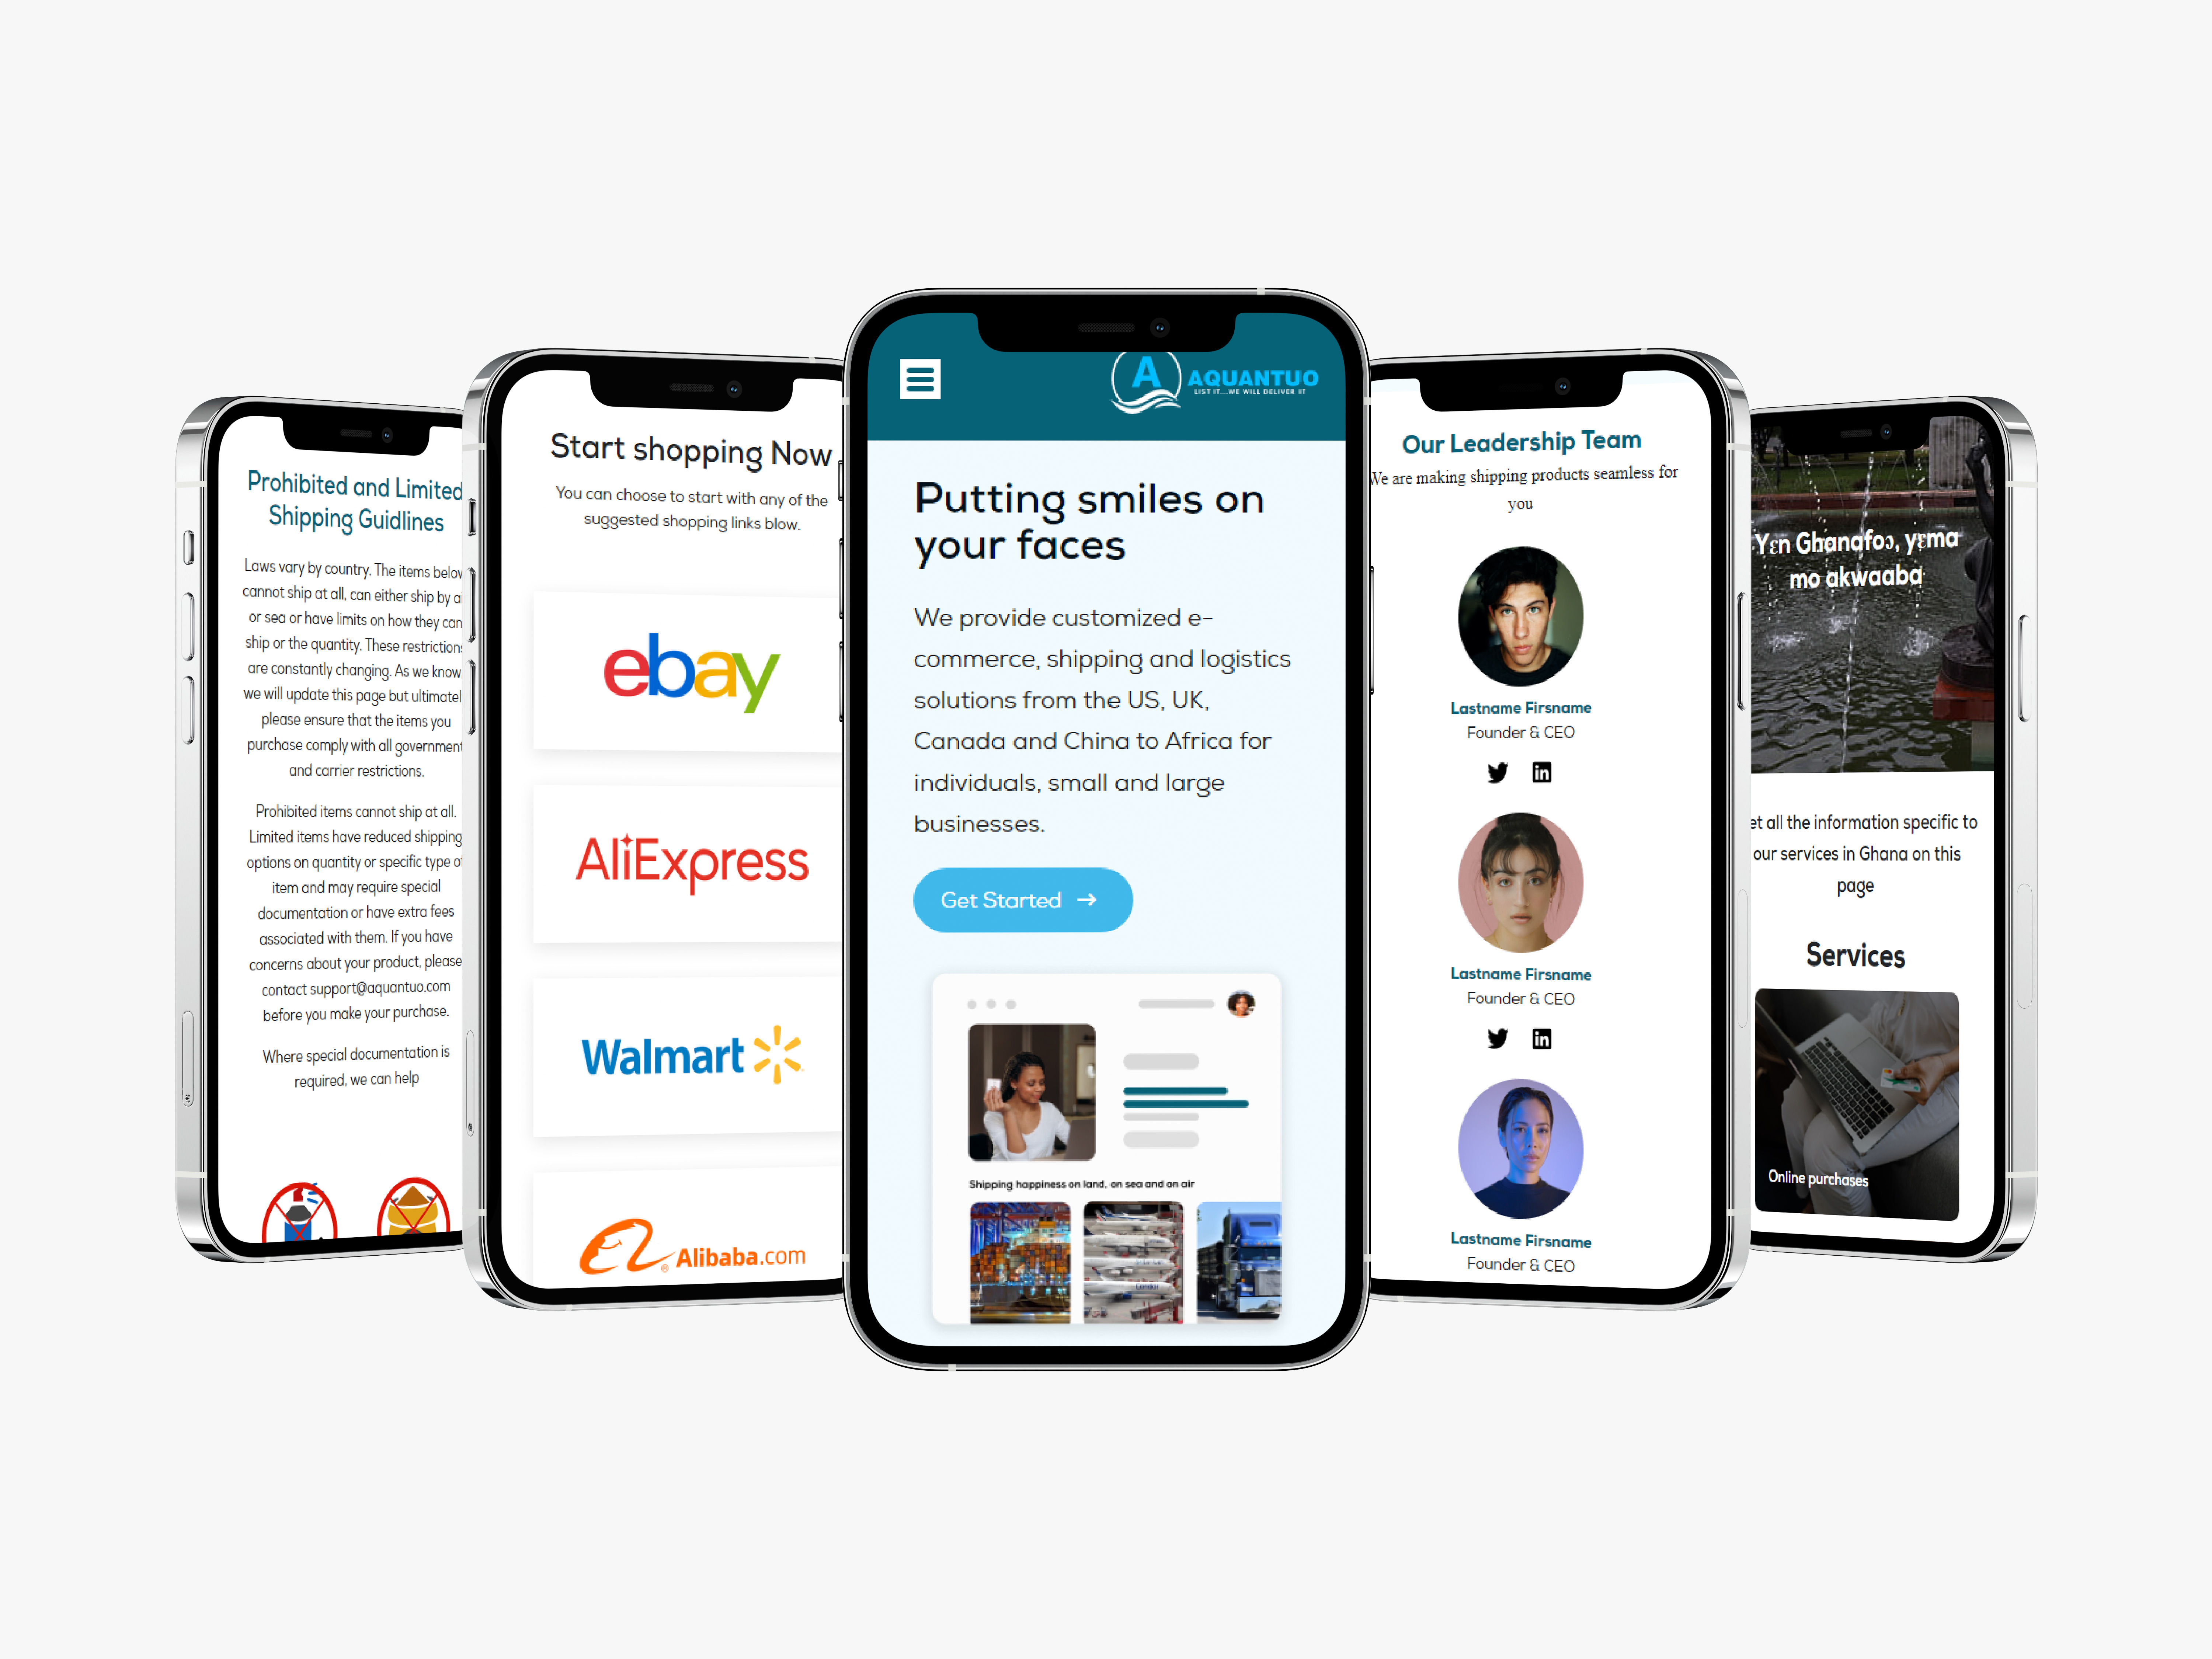 Prohibited and Limited
Shipping Guidlines
Laws vary by country. The items below
cannot ship at all, can either ship by a
or sea or have limits on how they can
ship or the quantity. These restriction
are constantly changing. As we know
we will update this page but ultimatel
please ensure that the items you
purchase comply with all government
and carrier restrictions.
Prohibited items cannot ship at all.
Limited items have reduced shipping
options on quantity or specific type o
item and may require special
documentation or have extra fees
associated with them. If you have
concerns about your product, please
contact support@aquantuo.com
before you make your purchase.
Where special documentation is
required, we can help
Start shopping Now
You can choose to start with any of the
suggested shopping links blow.
ebay
AliExpress
Walmart
Alibaba.com
A AQUANTUO
LIST IT....WE WILL DELIVER IT
Putting smiles on
your faces
We provide customized e-
commerce, shipping and logistics
solutions from the US, UK,
Canada and China to Africa for
individuals, small and large
businesses.
Get Started →
Shipping happiness on land, on sea and on air
Our Leadership Team
We are making shipping products seamless for
you
Lastname Firsname
Founder & CEO
Lastname Firsname
Founder & CEO
Lastname Firsname
Founder & CEO
Yɛn Ghanafoɔ, yɛma
mo akwaaba
et all the information specific to
our services in Ghana on this
page
Services
Online purchases